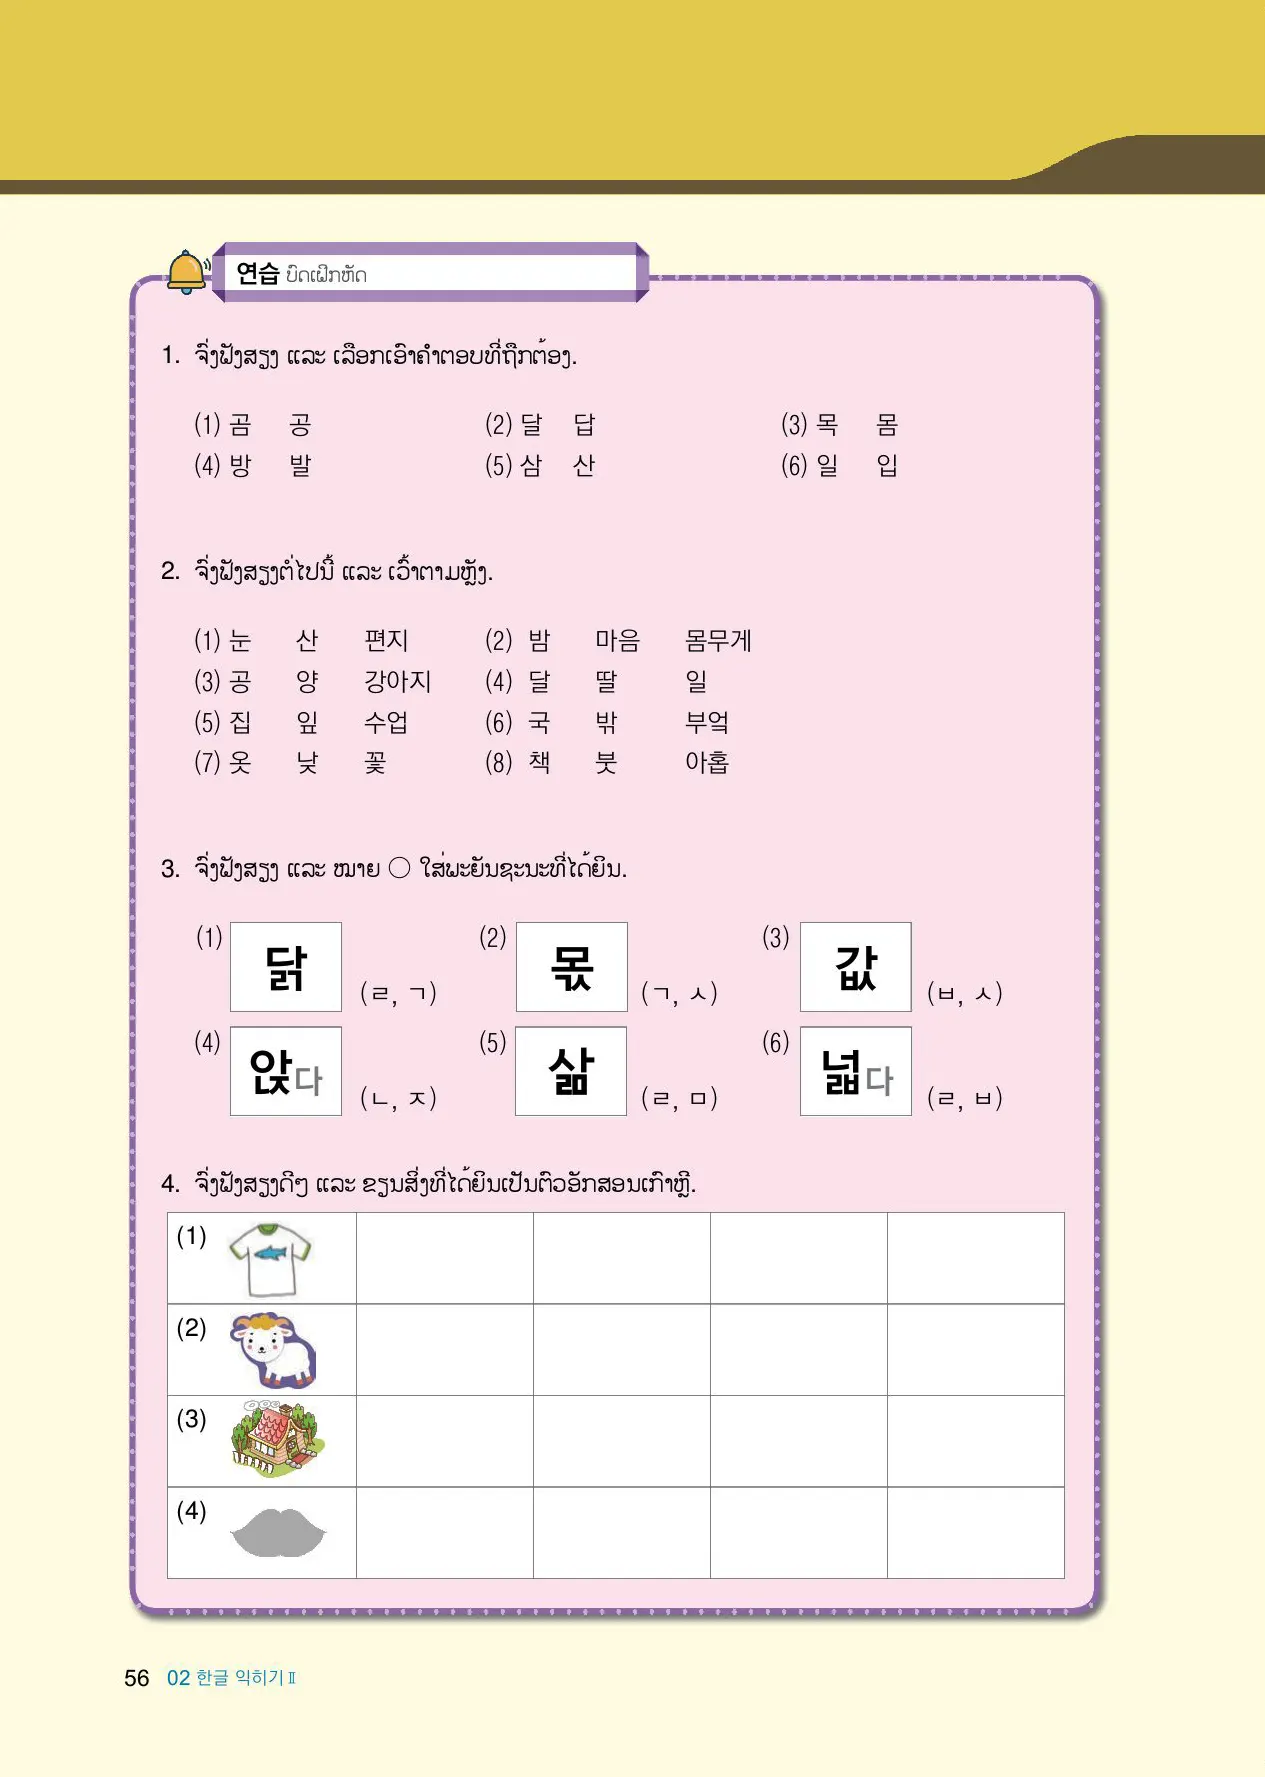 연습 ບົດເຝິກຫັດ
1. ຈົ່ງຟັງສຽງ ແລະ ເລືອກເອົາຄຳຕອບທີ່ຖືກຕ້ອງ.
(1) 곰 공 (2) 달 답 (3) 목 몸
(4) 방 발 (5) 삼 산 (6) 일 입
2. ຈົ່ງຟັງສຽງຕໍ່ໄປນີ້ ແລະ ເວົ້າຕາມຫຼັງ.
(1) 눈 산 편지 (2) 밤 마음 몸무게
(3) 공 양 강아지 (4) 달 딸 일
(5) 집 잎 수업 (6) 국 밖 부엌
(7) 옷 낮 꽃 (8) 책 붓 아홉
3. ຈົ່ງຟັງສຽງ ແລະ ໝາຍ ○ ໃສ່ພະຍັນຊະນະທີ່ໄດ້ຍິນ.
(1) 닭 (ㄹ, ㄱ) (2) 몫 (ㄱ, ㅅ) (3) 값 (ㅂ, ㅅ)
(4) 앉다 (ㄴ, ㅈ) (5) 삶 (ㄹ, ㅁ) (6) 넓다 (ㄹ, ㅂ)
4. ຈົ່ງຟັງສຽງດີໆ ແລະ ຂຽນສິ່ງທີ່ໄດ້ຍິນເປັນຕົວອັກສອນເກົາຫຼີ.
(1)
(2)
(3)
(4)
56 02 한글 익히기 Ⅱ